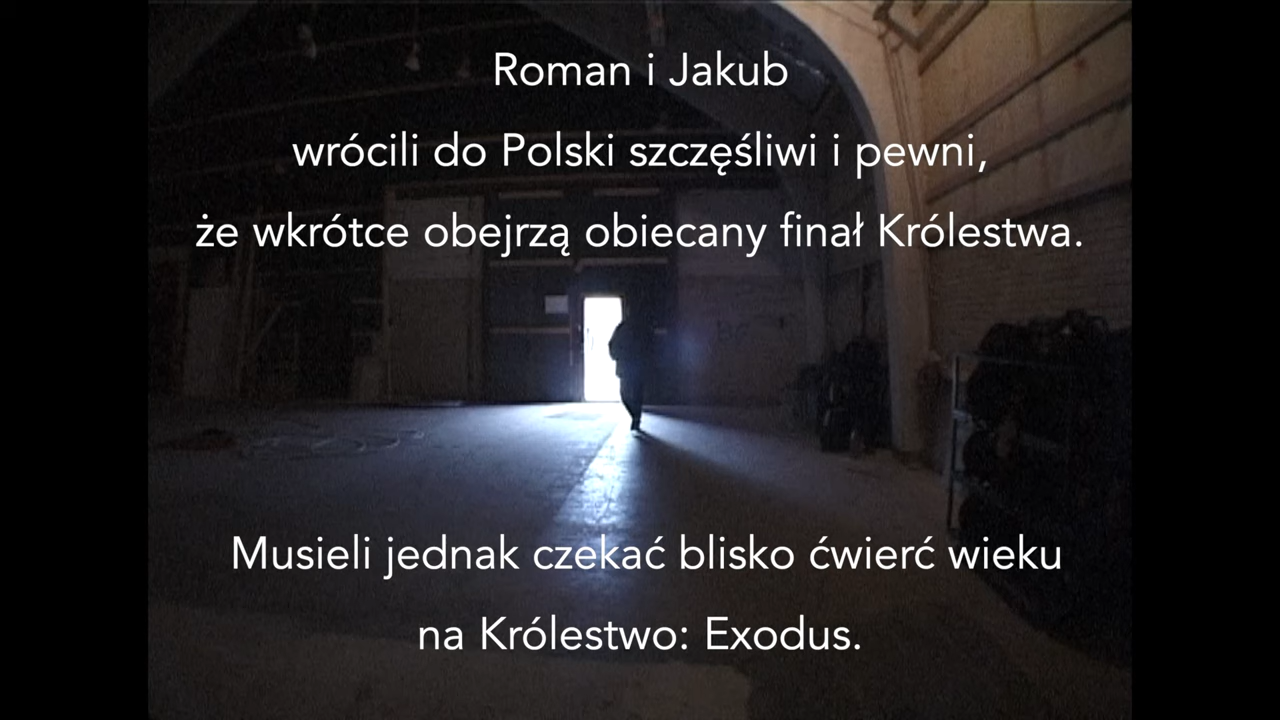 Roman i Jakub
wrócili do Polski szczęśliwi i pewni,
że wkrótce obejrzą obiecany finał Królestwa.
Musieli jednak czekać blisko ćwierć wieku
na Królestwo: Exodus.